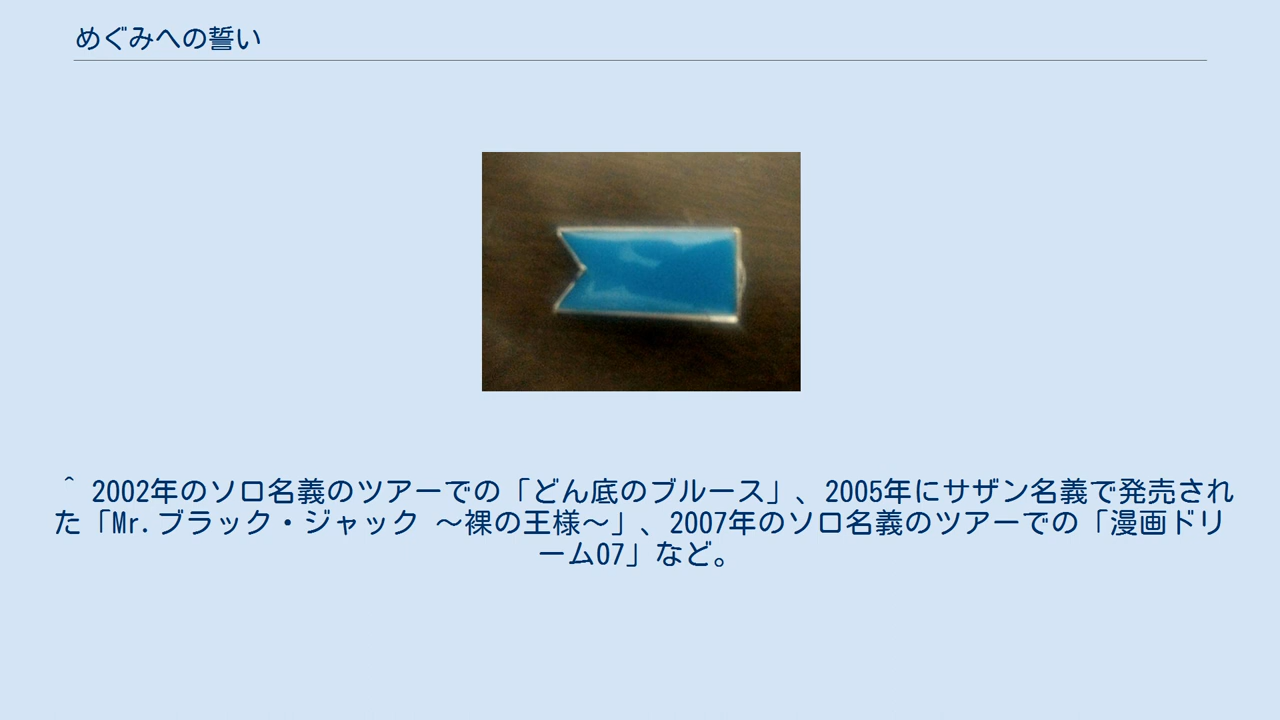 めぐみへの誓い
^ 2002年のソロ名義のツアーでの「どん底のブルース」、2005年にサザン名義で発売され
た「Mr.ブラック・ジャック ～裸の王様～」、2007年のソロ名義のツアーでの「漫画ドリ
ーム07」など。